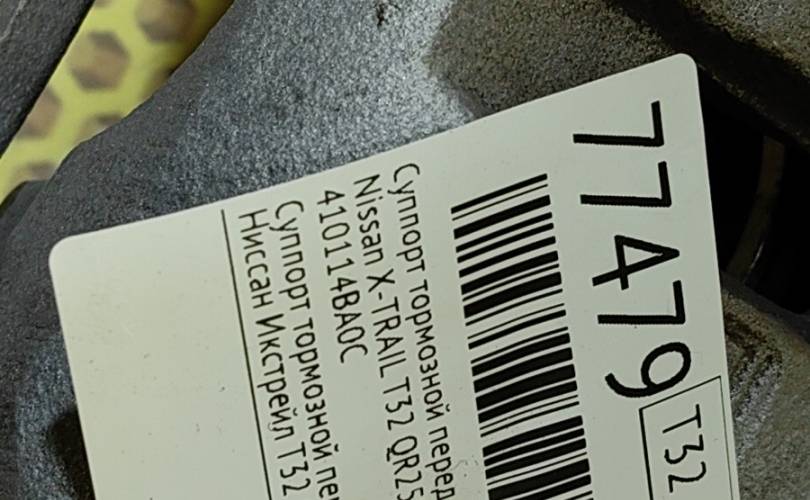 77479
T32
Суппорт тормозной перед
Nissan X-TRAIL T32 QR25
410114BA0C
Суппорт тормозной пе
Ниссан Икстрейл T32